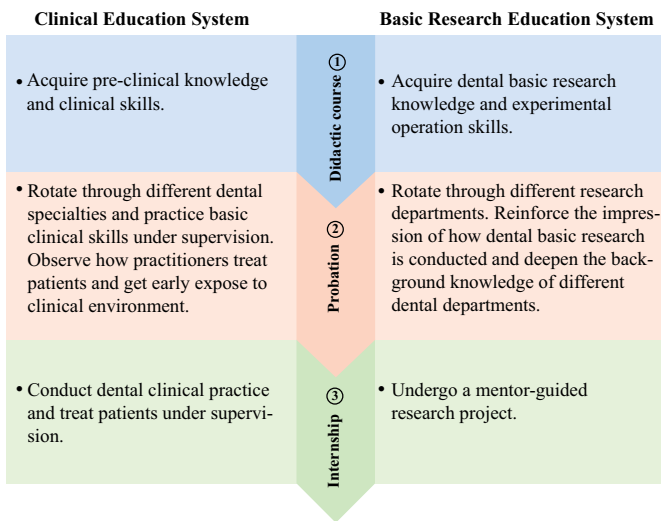 Clinical Education System
Basic Research Education System
• Acquire pre-clinical knowledge
and clinical skills.
Didactic course ①
• Acquire dental basic research
knowledge and experimental
operation skills.
• Rotate through different dental
specialties and practice basic
clinical skills under supervision.
Observe how practitioners treat
patients and get early expose to
clinical environment.
Probation ②
• Rotate through different research
departments. Reinforce the impres-
sion of how dental basic research
is conducted and deepen the back-
ground knowledge of different
dental departments.
• Conduct dental clinical practice
and treat patients under supervi-
sion.
Internship ③
• Undergo a mentor-guided
research project.